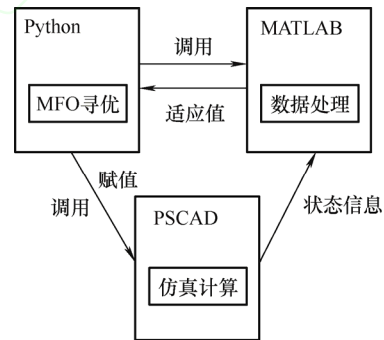 Python
MATLAB
调用
MFO寻优
数据处理
适应值
赋值
调用
PSCAD
状态信息
仿真计算